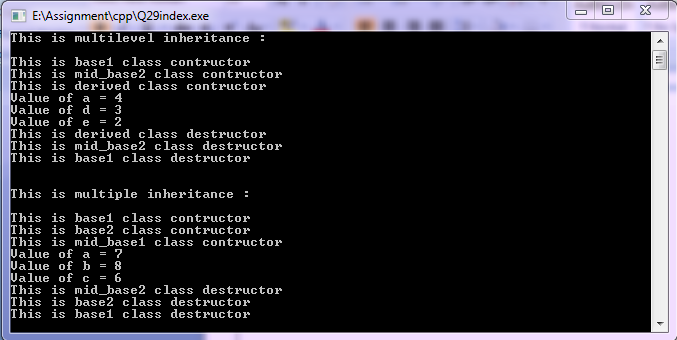 E:\Assignment\cpp\Q29index.exe
This is multilevel inheritance :
This is base1 class contructor
This is mid_base2 class contructor
This is derived class contructor
Value of a = 4
Value of d = 3
Value of e = 2
This is derived class destructor
This is mid_base2 class destructor
This is base1 class destructor
This is multiple inheritance :
This is base1 class contructor
This is base2 class contructor
This is mid_base1 class contructor
Value of a = 7
Value of b = 8
Value of c = 6
This is mid_base2 class destructor
This is base2 class destructor
This is base1 class destructor